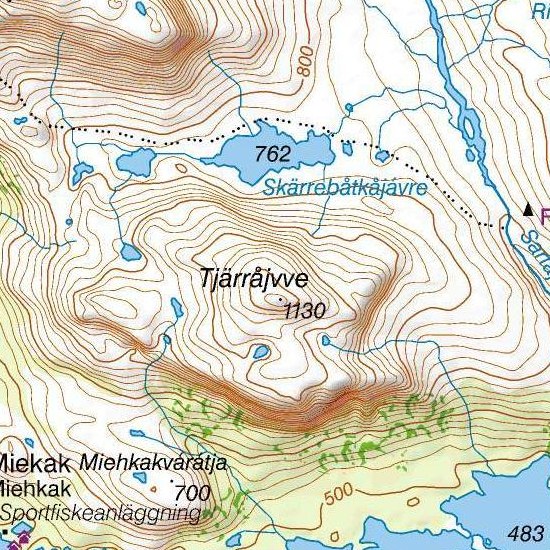 800
762
Skärrebåtkåjávre
Tjärråjvve
1130
Miekak
Miehkak
Miehkakvárátja
700
Sportfiskeanläggning
500
483